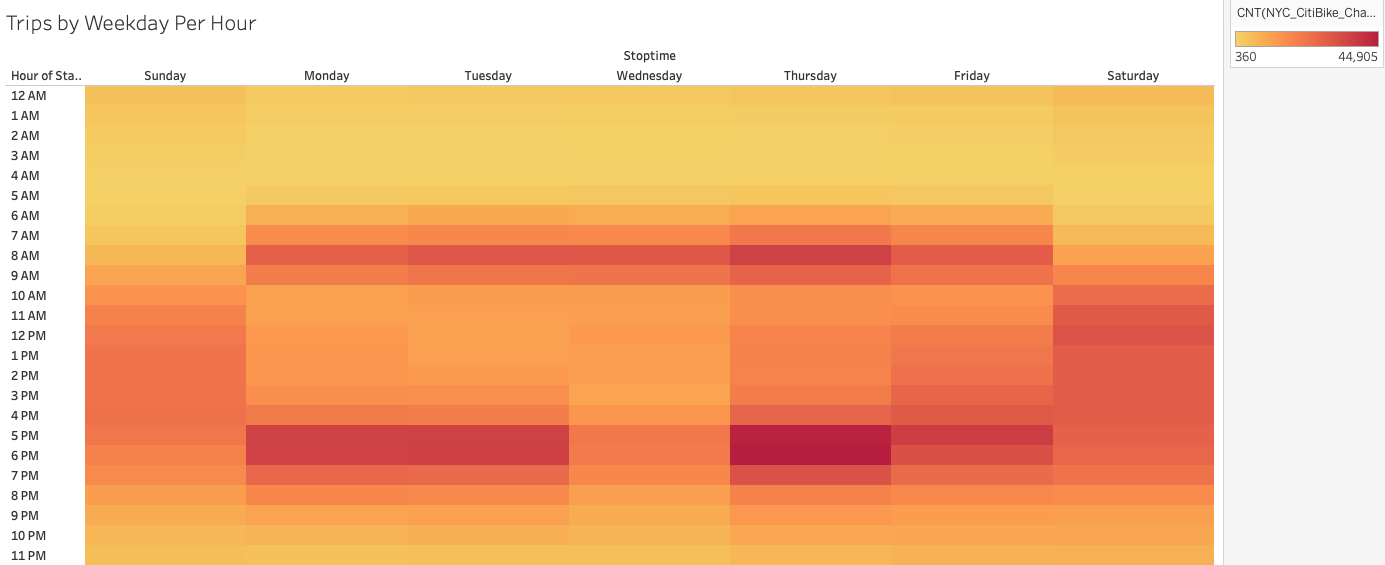 Trips by Weekday Per Hour
CNT(NYC_CitiBike_Cha...
360 44,905
Stoptime
Hour of Sta.. Sunday Monday Tuesday Wednesday Thursday Friday Saturday
12 AM
1 AM
2 AM
3 AM
4 AM
5 AM
6 AM
7 AM
8 AM
9 AM
10 AM
11 AM
12 PM
1 PM
2 PM
3 PM
4 PM
5 PM
6 PM
7 PM
8 PM
9 PM
10 PM
11 PM